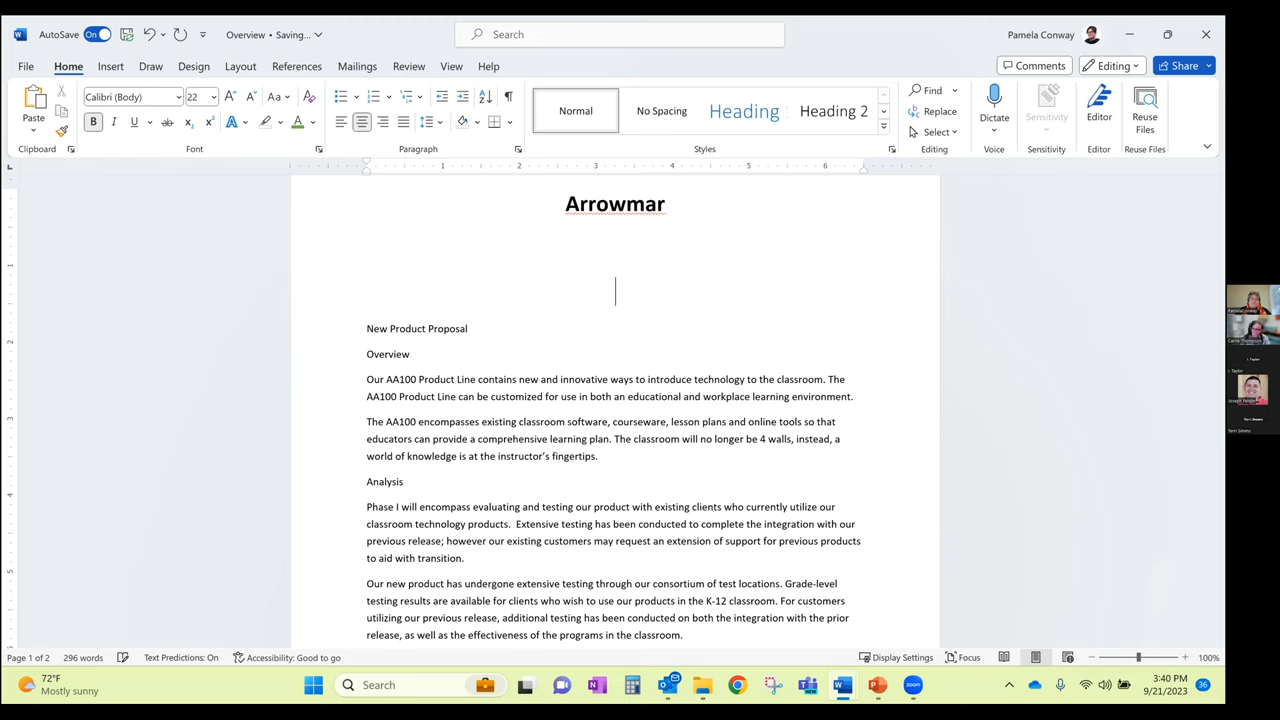 AutoSave On Overview • Saving... Search Pamela Conway
File Home Insert Draw Design Layout References Mailings Review View Help Comments Editing Share
Paste Calibri (Body) 22 Aa Normal No Spacing Heading Heading 2 Find Replace Select Dictate Sensitivity Editor Reuse Files
Clipboard Font Paragraph Styles Editing Voice Sensitivity Editor Reuse Files
1 2 3 4 5 6
Arrowmar
New Product Proposal
Overview
Our AA100 Product Line contains new and innovative ways to introduce technology to the classroom. The
AA100 Product Line can be customized for use in both an educational and workplace learning environment.
The AA100 encompasses existing classroom software, courseware, lesson plans and online tools so that
educators can provide a comprehensive learning plan. The classroom will no longer be 4 walls, instead, a
world of knowledge is at the instructor's fingertips.
Analysis
Phase I will encompass evaluating and testing our product with existing clients who currently utilize our
classroom technology products.  Extensive testing has been conducted to complete the integration with our
previous release; however our existing customers may request an extension of support for previous products
to aid with transition.
Our new product has undergone extensive testing through our consortium of test locations. Grade-level
testing results are available for clients who wish to use our products in the K-12 classroom. For customers
utilizing our previous release, additional testing has been conducted on both the integration with the prior
release, as well as the effectiveness of the programs in the classroom.
Page 1 of 2 296 words Text Predictions: On Accessibility: Good to go Display Settings Focus 100%
72°F
Mostly sunny
Search
3:40 PM
9/21/2023
36